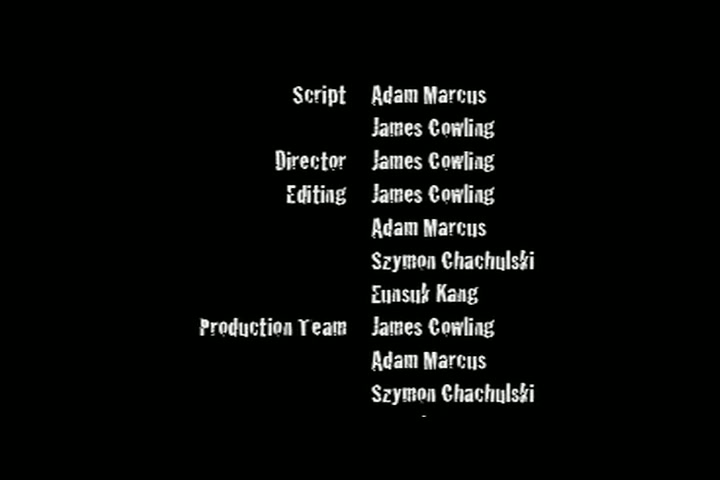 Script Adam Marcus
James Cowling
Director James Cowling
Editing James Cowling
Adam Marcus
Szymon Chachulski
Eunsuk Kang
Production Team James Cowling
Adam Marcus
Szymon Chachulski